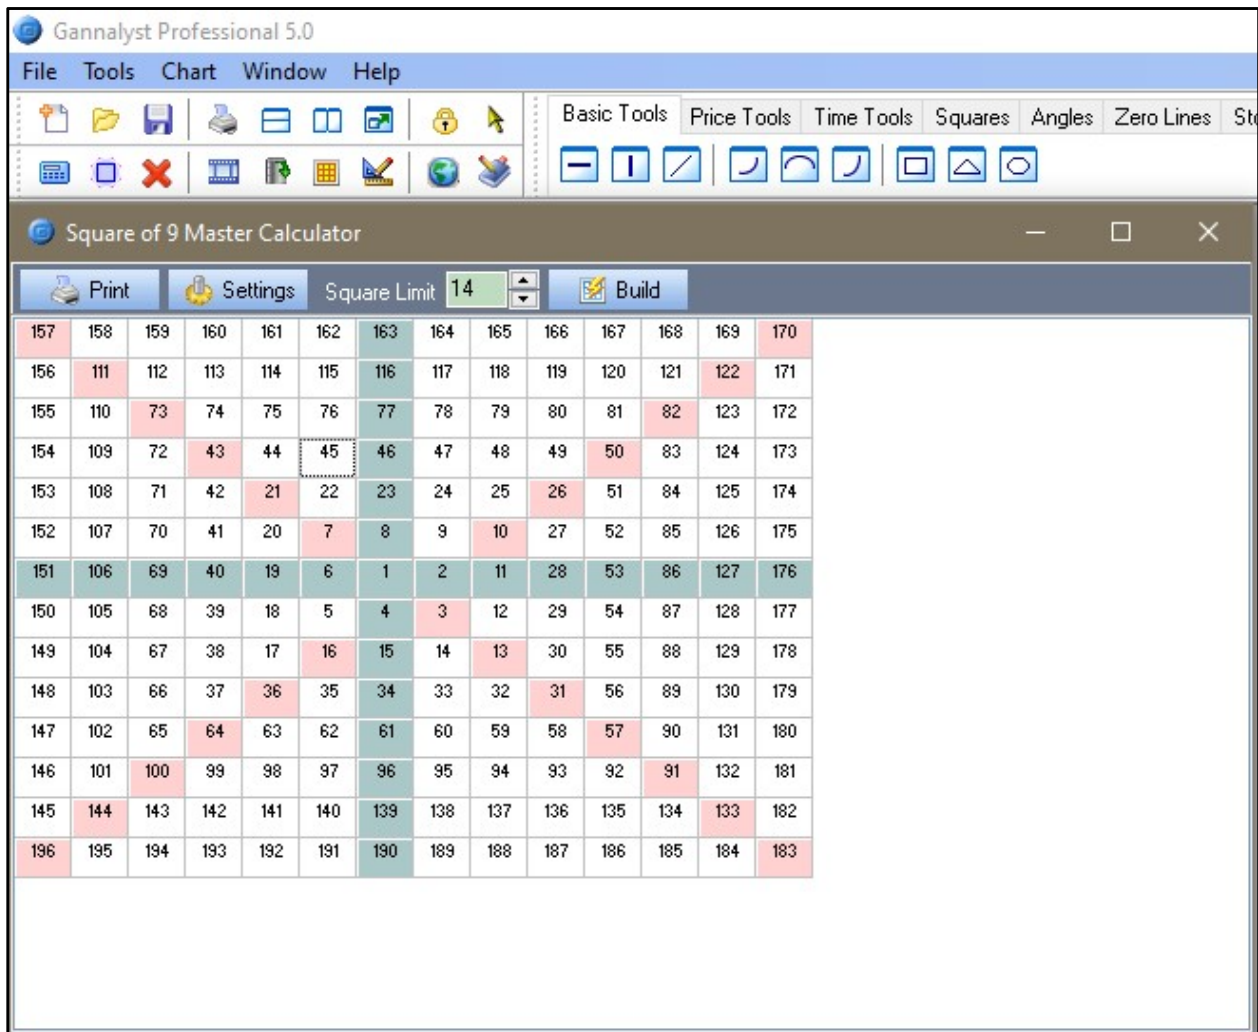 Gannalyst Professional 5.0
File Tools Chart Window Help
Basic Tools Price Tools Time Tools Squares Angles Zero Lines
Square of 9 Master Calculator
Print Settings Square Limit 14 Build
157 158 159 160 161 162 163 164 165 166 167 168 169 170
156 111 112 113 114 115 116 117 118 119 120 121 122 171
155 110 73 74 75 76 77 78 79 80 81 82 123 172
154 109 72 43 44 45 46 47 48 49 50 83 124 173
153 108 71 42 21 22 23 24 25 26 51 84 125 174
152 107 70 41 20 7 8 9 10 27 52 85 126 175
151 106 69 40 19 6 1 2 11 28 53 86 127 176
150 105 68 39 18 5 4 3 12 29 54 87 128 177
149 104 67 38 17 16 15 14 13 30 55 88 129 178
148 103 66 37 36 35 34 33 32 31 56 89 130 179
147 102 65 64 63 62 61 60 59 58 57 90 131 180
146 101 100 99 98 97 96 95 94 93 92 91 132 181
145 144 143 142 141 140 139 138 137 136 135 134 133 182
196 195 194 193 192 191 190 189 188 187 186 185 184 183